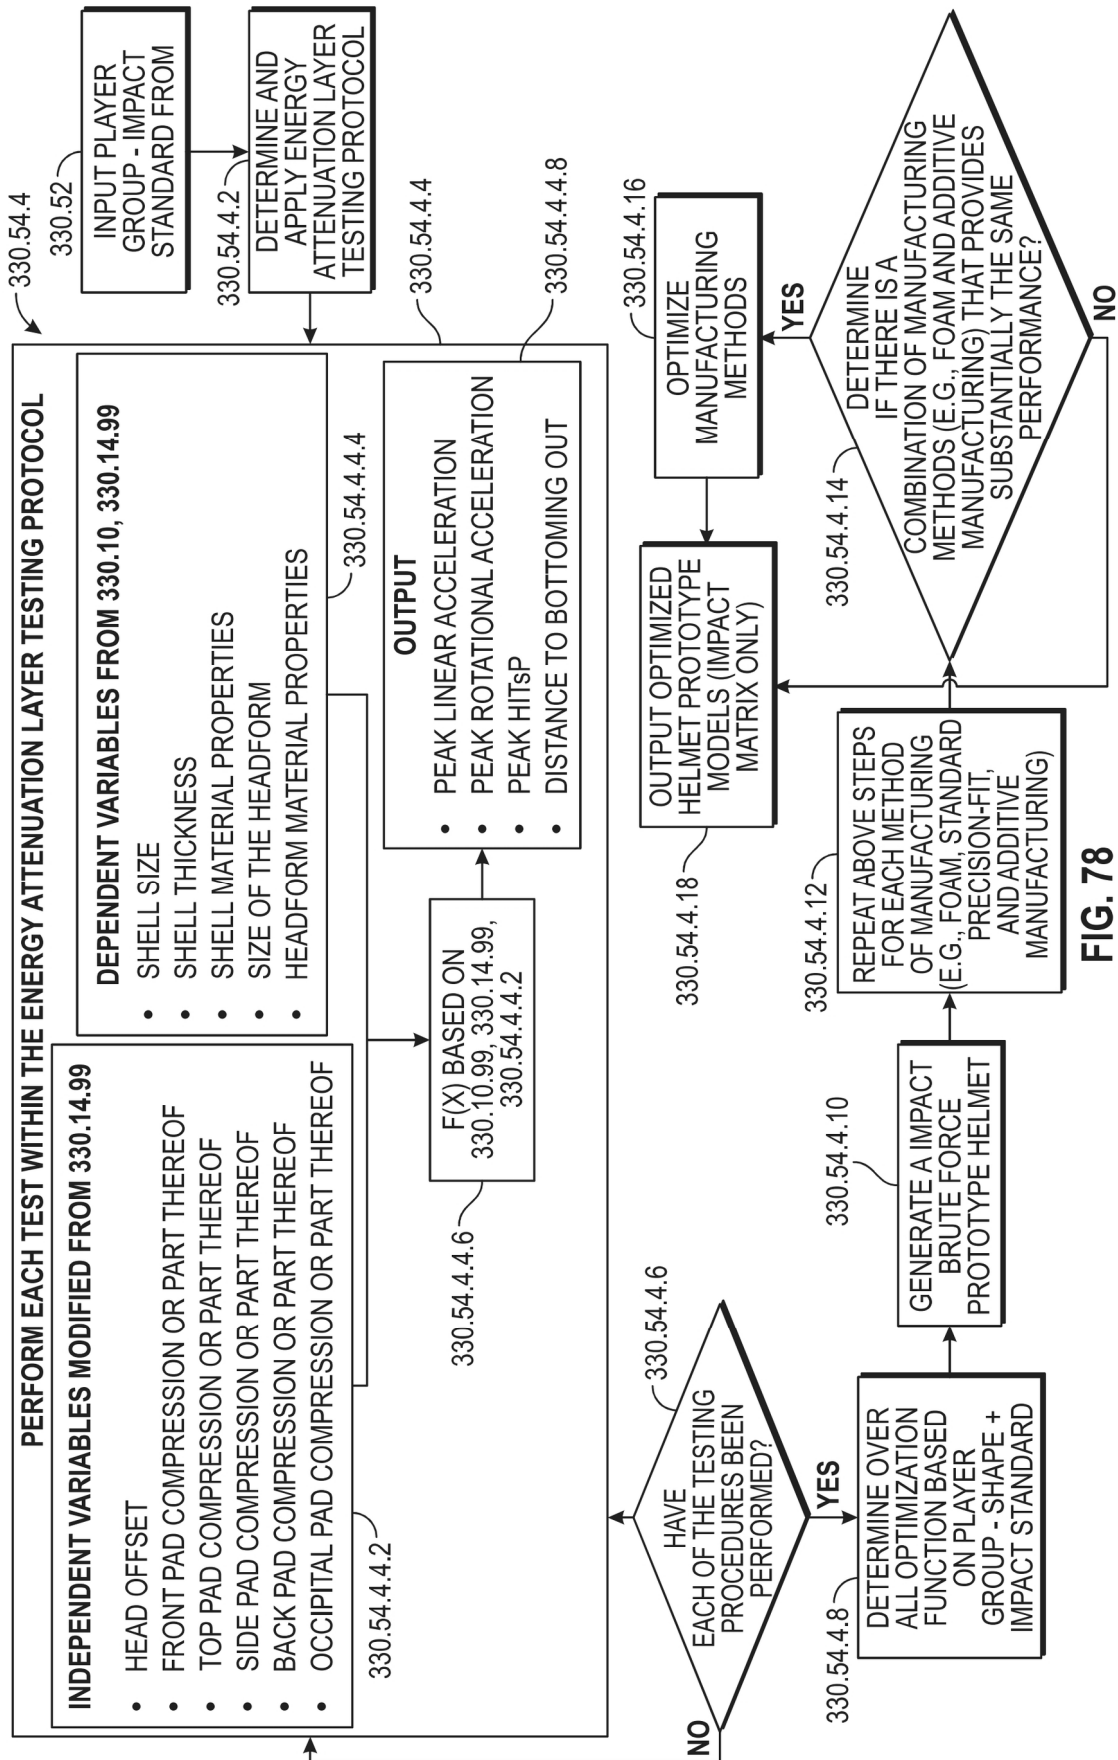 330.54.4
330.52
INPUT PLAYER
GROUP - IMPACT
STANDARD FROM
330.54.4.2
DETERMINE AND
APPLY ENERGY
ATTENUATION LAYER
TESTING PROTOCOL
330.54.4.4
PERFORM EACH TEST WITHIN THE ENERGY ATTENUATION LAYER TESTING PROTOCOL
INDEPENDENT VARIABLES MODIFIED FROM 330.14.99
• HEAD OFFSET
• FRONT PAD COMPRESSION OR PART THEREOF
• TOP PAD COMPRESSION OR PART THEREOF
• SIDE PAD COMPRESSION OR PART THEREOF
• BACK PAD COMPRESSION OR PART THEREOF
• OCCIPITAL PAD COMPRESSION OR PART THEREOF
330.54.4.4.2
DEPENDENT VARIABLES FROM 330.10, 330.14.99
• SHELL SIZE
• SHELL THICKNESS
• SHELL MATERIAL PROPERTIES
• SIZE OF THE HEADFORM
• HEADFORM MATERIAL PROPERTIES
330.54.4.4.4
F(X) BASED ON
330.10.99, 330.14.99,
330.54.4.4.2
330.54.4.4.6
OUTPUT
• PEAK LINEAR ACCELERATION
• PEAK ROTATIONAL ACCELERATION
• PEAK HITsP
• DISTANCE TO BOTTOMING OUT
330.54.4.4.8
HAVE
EACH OF THE TESTING
PROCEDURES BEEN
PERFORMED?
330.54.4.6
NO
YES
330.54.4.8
DETERMINE OVER
ALL OPTIMIZATION
FUNCTION BASED
ON PLAYER
GROUP - SHAPE +
IMPACT STANDARD
330.54.4.10
GENERATE A IMPACT
BRUTE FORCE
PROTOTYPE HELMET
330.54.4.12
REPEAT ABOVE STEPS
FOR EACH METHOD
OF MANUFACTURING
(E.G., FOAM, STANDARD
PRECISION-FIT,
AND ADDITIVE
MANUFACTURING)
330.54.4.14
DETERMINE
IF THERE IS A
COMBINATION OF MANUFACTURING
METHODS (E.G., FOAM AND ADDITIVE
MANUFACTURING) THAT PROVIDES
SUBSTANTIALLY THE SAME
PERFORMANCE?
YES
NO
330.54.4.16
OPTIMIZE
MANUFACTURING
METHODS
330.54.4.18
OUTPUT OPTIMIZED
HELMET PROTOTYPE
MODELS (IMPACT
MATRIX ONLY)
FIG. 78